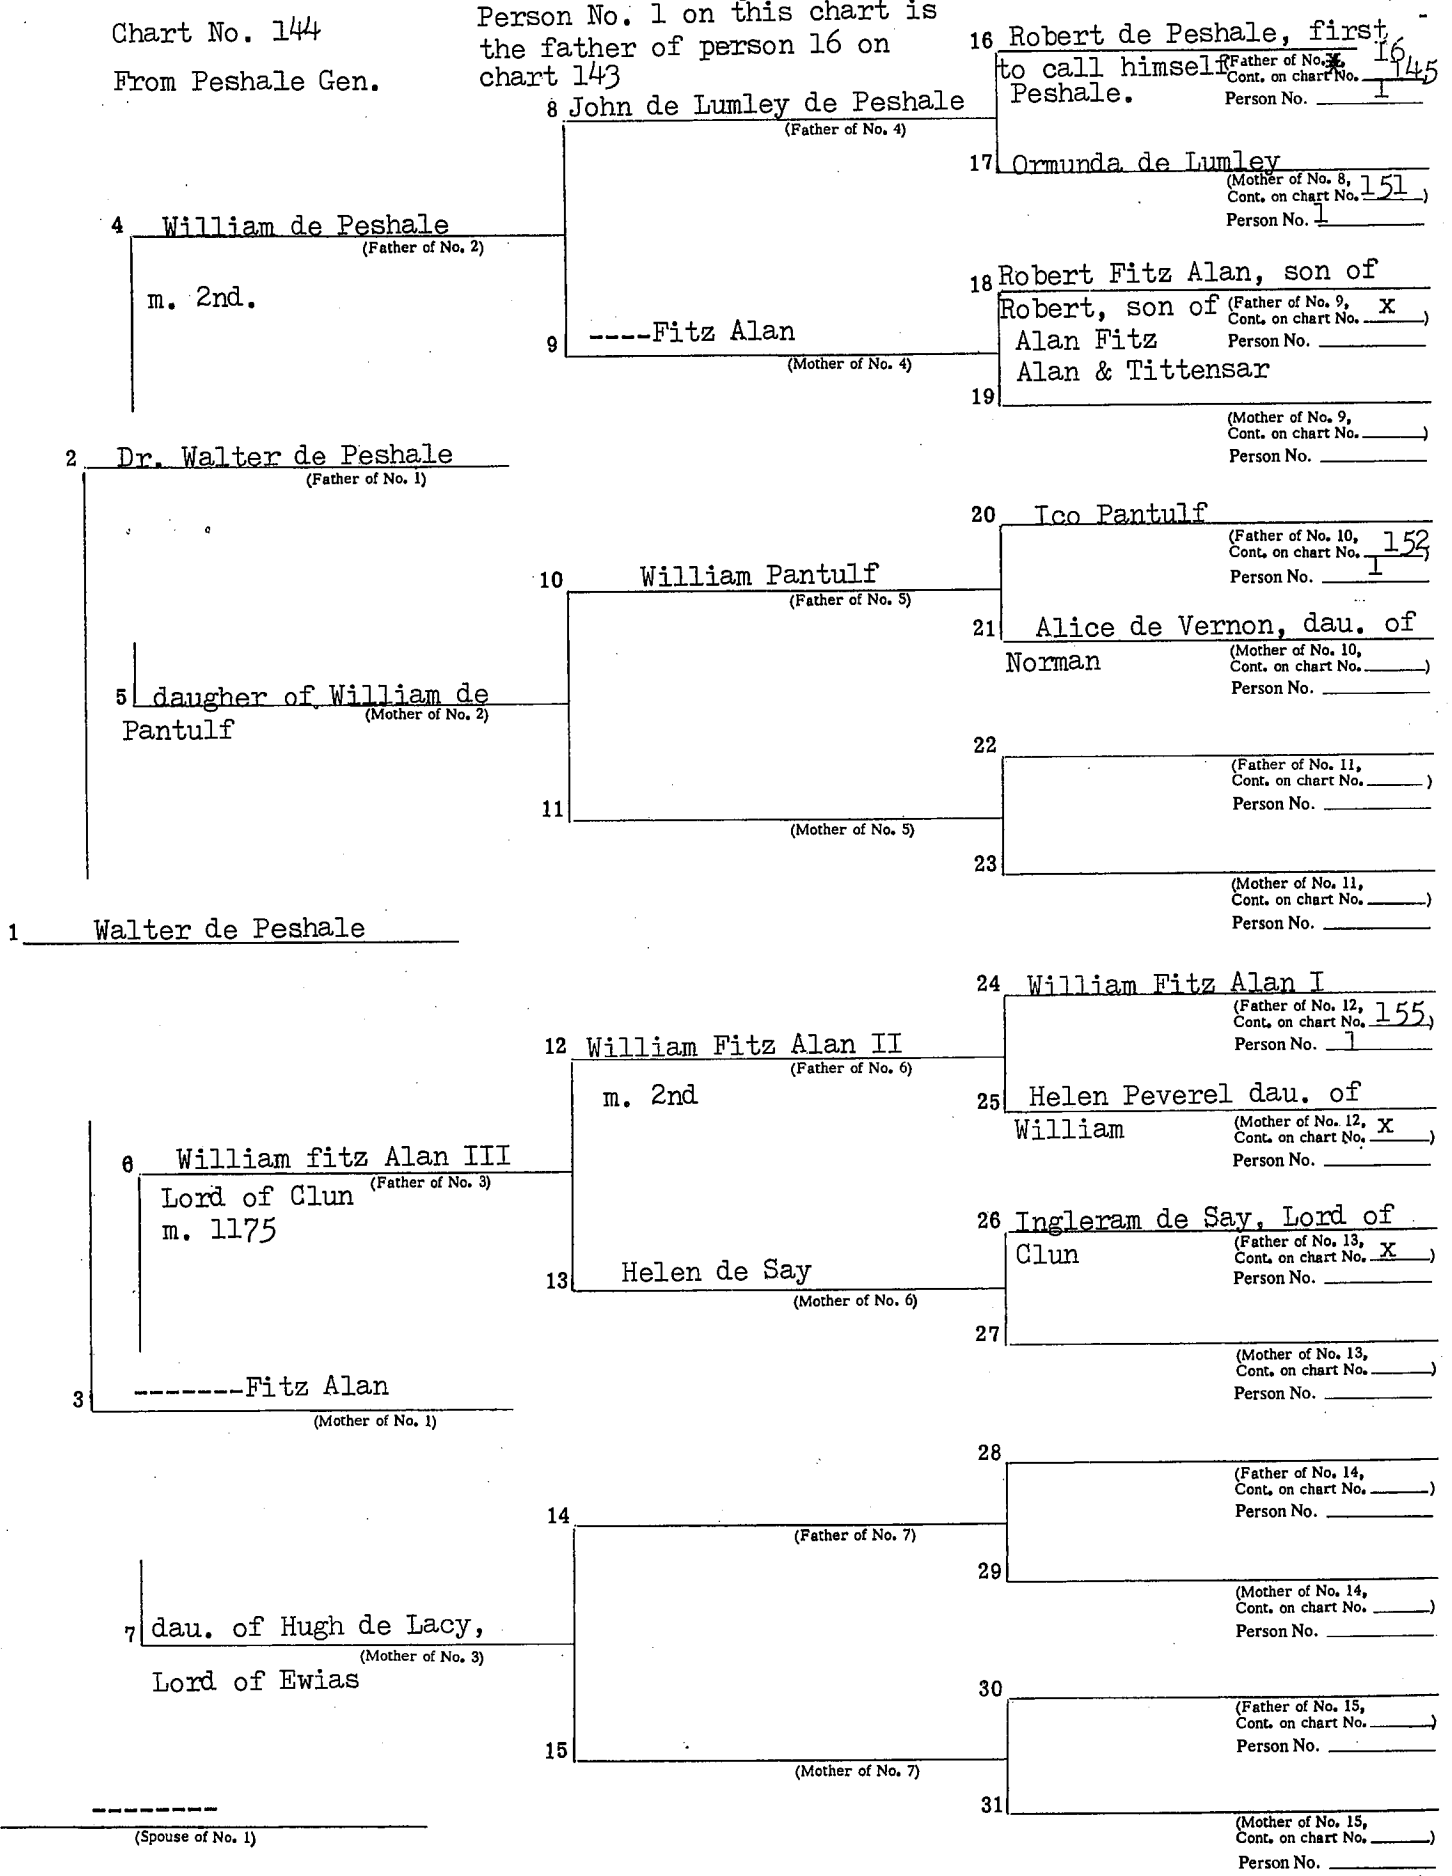 Chart No. 144
From Peshale Gen.
Person No. 1 on this chart is
the father of person 16 on
chart 143
16 Robert de Peshale, first
to call himself
Peshale.
Father of No.
16
Cont. on chart No. 145
Person No. 1
8 John de Lumley de Peshale
(Father of No. 4)
17 Ormunda de Lumley
(Mother of No. 8,
Cont. on chart No. 151)
Person No. 1
4 William de Peshale
(Father of No. 2)
m. 2nd.
18 Robert Fitz Alan, son of
Robert, son of
Alan Fitz
Alan & Tittensar
(Father of No. 9,
Cont. on chart No. x)
Person No.
9 ----Fitz Alan
(Mother of No. 4)
19
(Mother of No. 9,
Cont. on chart No. )
Person No.
2 Dr. Walter de Peshale
(Father of No. 1)
20 Ico Pantulf
(Father of No. 10,
Cont. on chart No. 152)
Person No. 1
10 William Pantulf
(Father of No. 5)
21 Alice de Vernon, dau. of
Norman
(Mother of No. 10,
Cont. on chart No. )
Person No.
5 daugher of William de
(Mother of No. 2)
Pantulf
22
(Father of No. 11,
Cont. on chart No. )
Person No.
11
(Mother of No. 5)
23
(Mother of No. 11,
Cont. on chart No. )
Person No.
1 Walter de Peshale
24 William Fitz Alan I
(Father of No. 12,
Cont. on chart No. 155)
Person No. 1
12 William Fitz Alan II
(Father of No. 6)
m. 2nd
25 Helen Peverel dau. of
William
(Mother of No. 12,
Cont. on chart No. x)
Person No.
6 William fitz Alan III
(Father of No. 3)
Lord of Clun
m. 1175
26 Ingleram de Say, Lord of
Clun
(Father of No. 13,
Cont. on chart No. x)
Person No.
13 Helen de Say
(Mother of No. 6)
27
(Mother of No. 13,
Cont. on chart No. )
Person No.
3 -------Fitz Alan
(Mother of No. 1)
28
(Father of No. 14,
Cont. on chart No. )
Person No.
14
(Father of No. 7)
29
(Mother of No. 14,
Cont. on chart No. )
Person No.
7 dau. of Hugh de Lacy,
(Mother of No. 3)
Lord of Ewias
30
(Father of No. 15,
Cont. on chart No. )
Person No.
15
(Mother of No. 7)
31
(Mother of No. 15,
Cont. on chart No. )
Person No.
--------
(Spouse of No. 1)